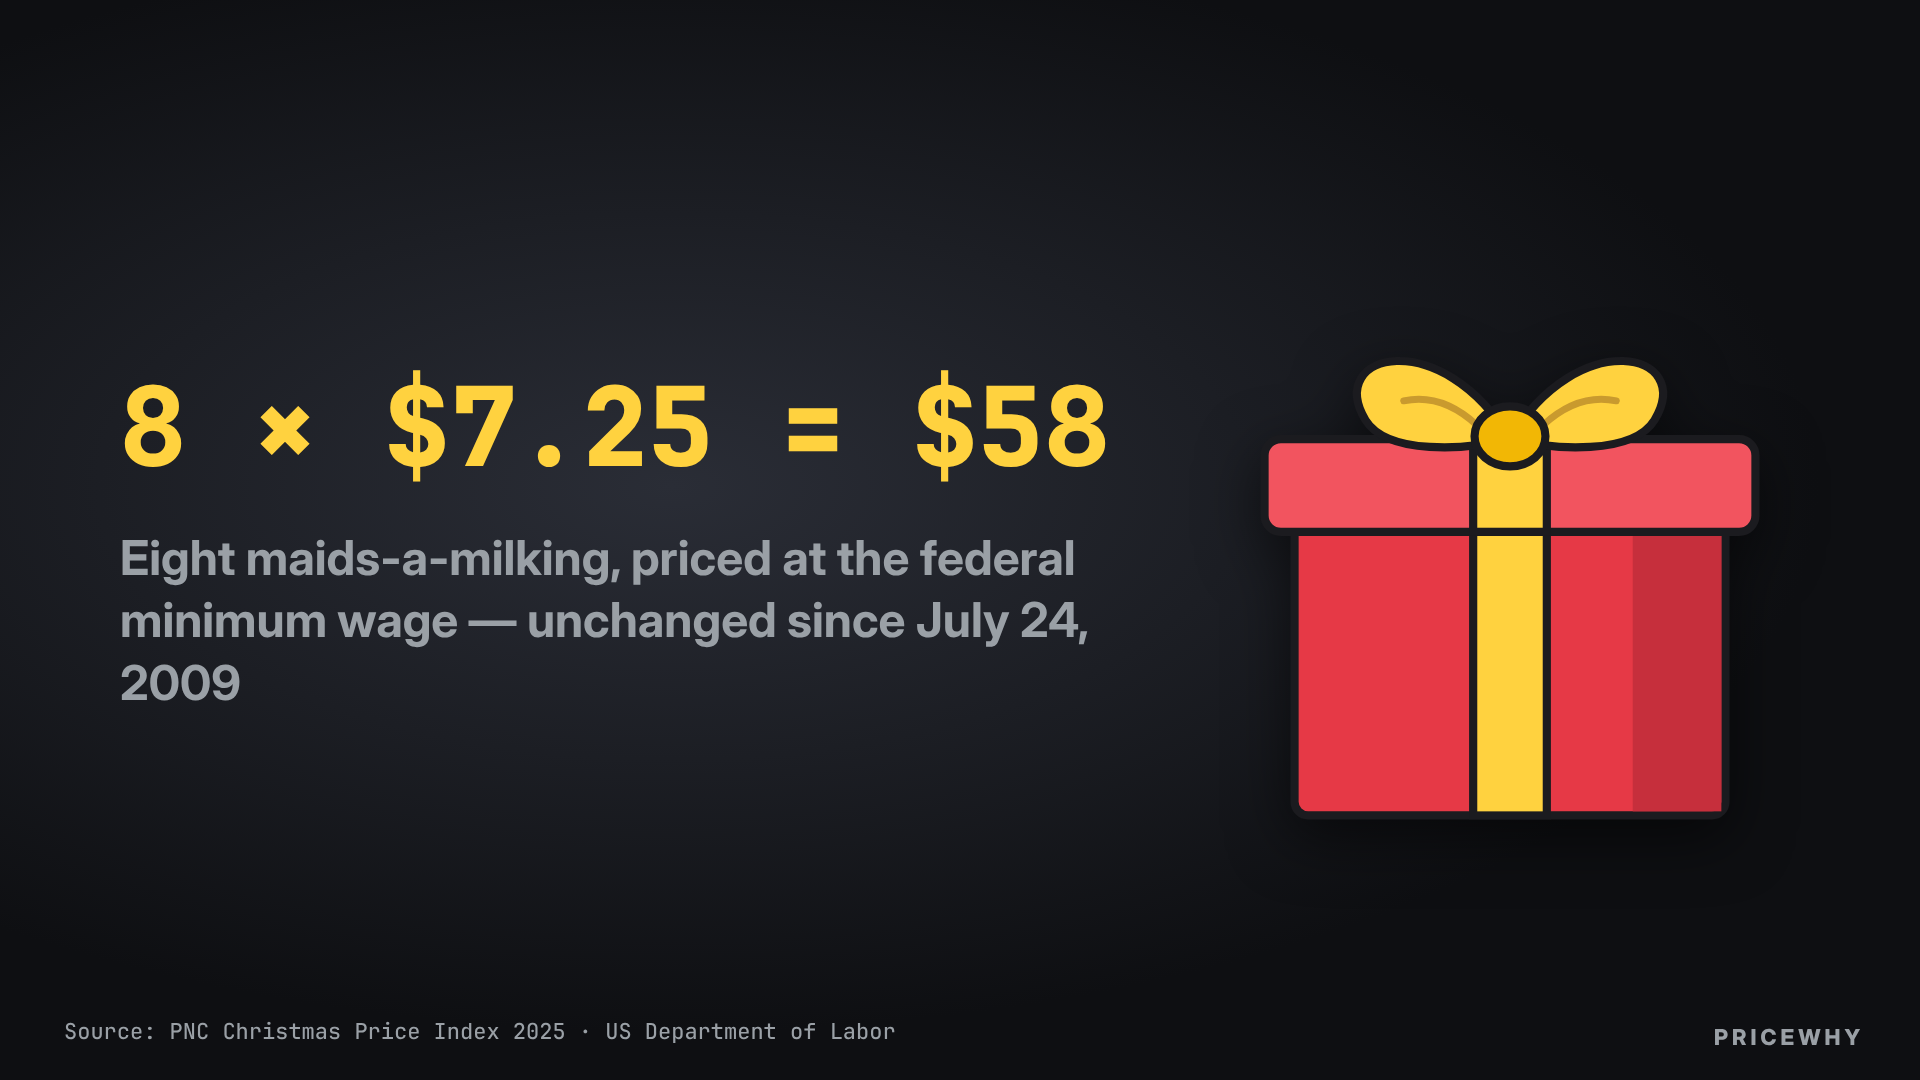 8 × $7.25 = $58
Eight maids-a-milking, priced at the federal
minimum wage — unchanged since July 24,
2009
Source: PNC Christmas Price Index 2025 · US Department of Labor
PRICEWHY